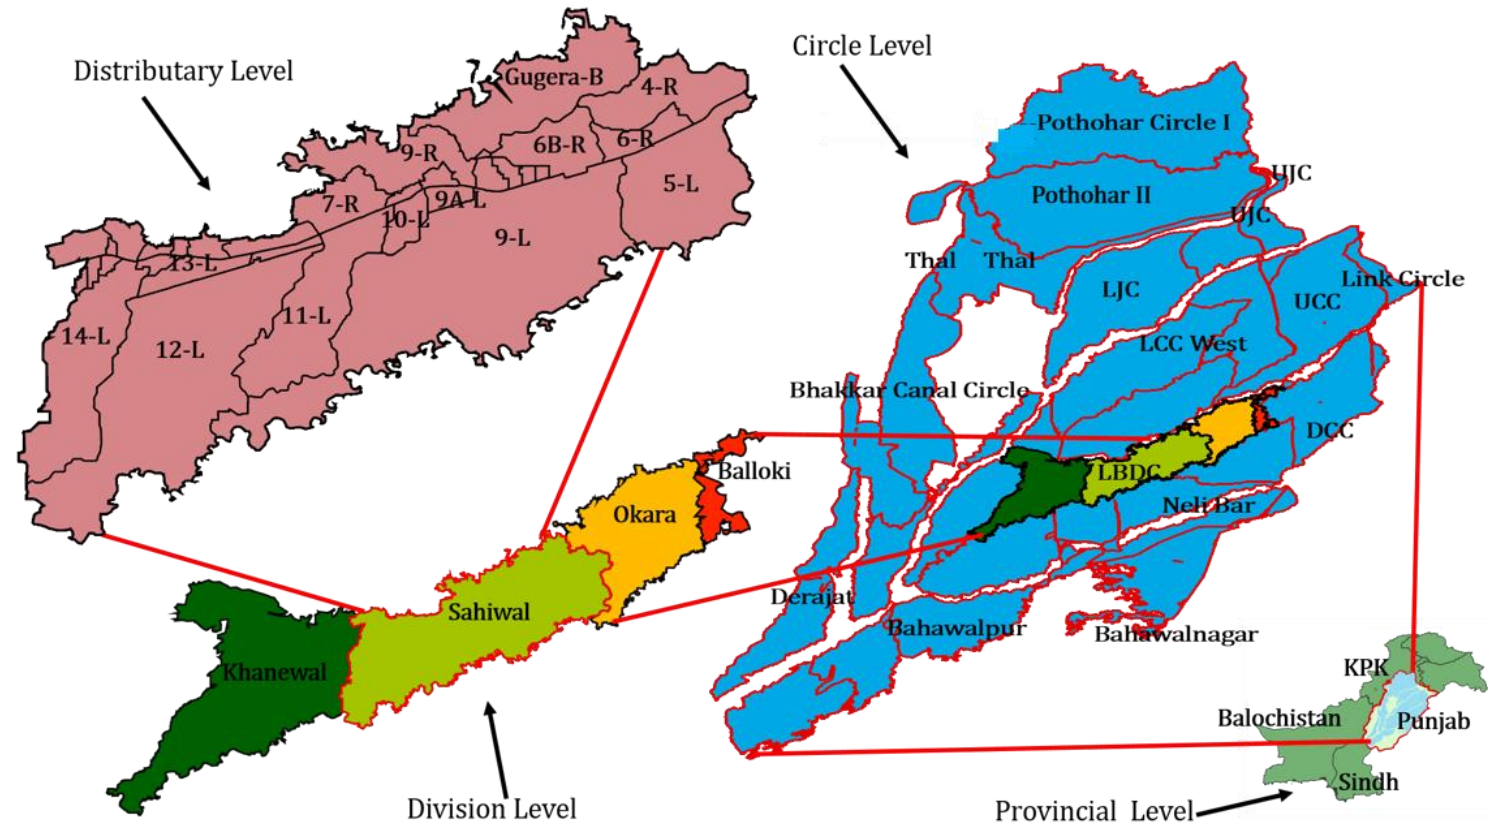 Distributary Level
Gugera-B
4-R
6B-R
6-R
9-R
5-L
7-R
9A-L
10-L
9-L
13-L
11-L
14-L
12-L
Circle Level
Pothohar Circle I
UJC
Pothohar II
UJC
Thal
Thal
LJC
Link Circle
UCC
LCC West
Bhakkar Canal Circle
DCC
LBDC
Neli Bar
Derajat
Bahawalpur
Bahawalnagar
Balloki
Okara
Sahiwal
Khanewal
Division Level
KPK
Balochistan
Punjab
Sindh
Provincial Level